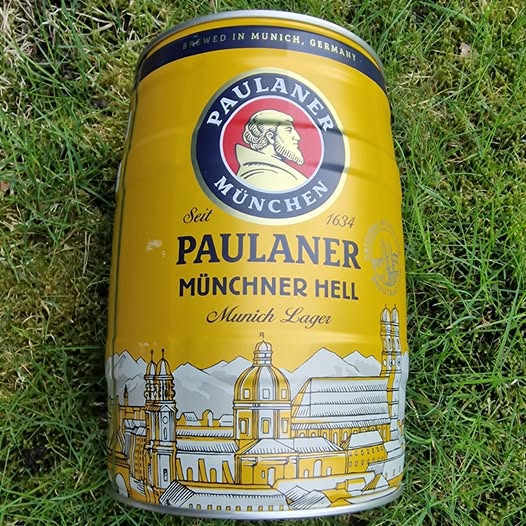 BREWED IN MUNICH, GERMANY
PAULANER
MÜNCHEN
Seit 1634
PAULANER
MÜNCHNER HELL
Munich Lager